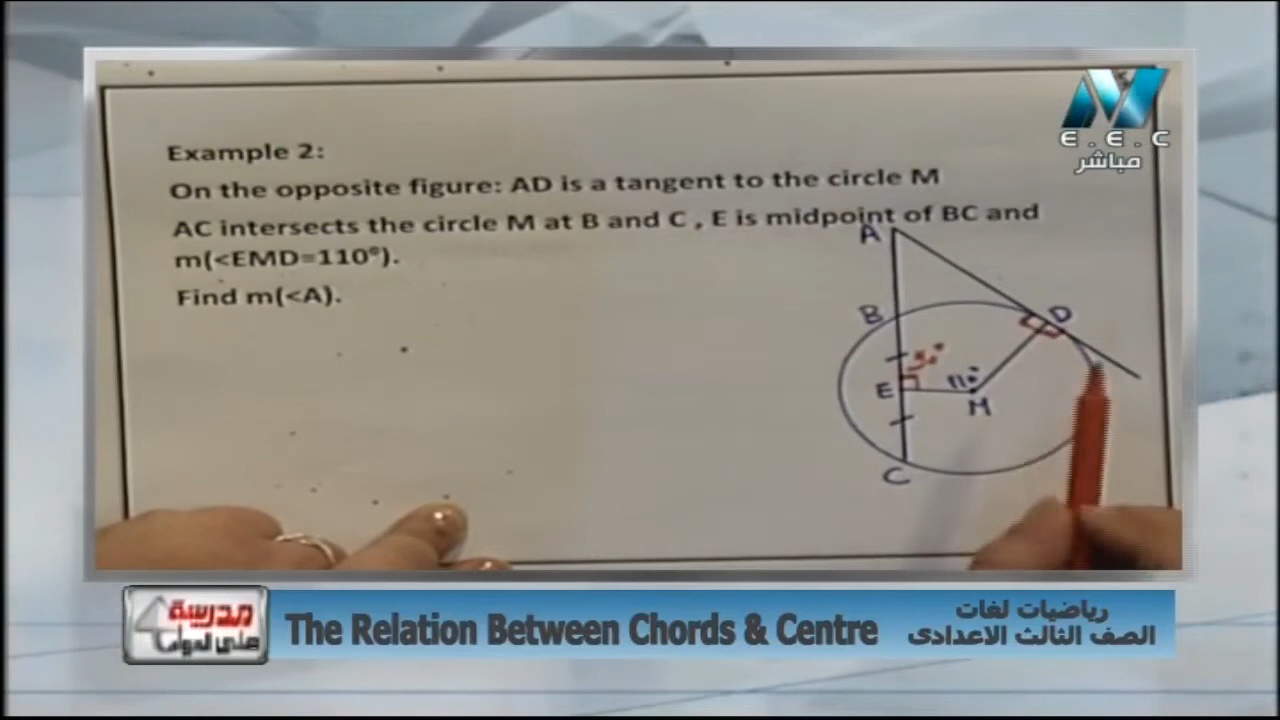 E . E . C
مباشر
Example 2:
On the opposite figure: AD is a tangent to the circle M
AC intersects the circle M at B and C , E is midpoint of BC and
m(<EMD=110°).
Find m(<A).
A
B
D
90°
E
110°
M
C
مدرسة
على الهواء
The Relation Between Chords & Centre
رياضيات لغات
الصف الثالث الاعدادى